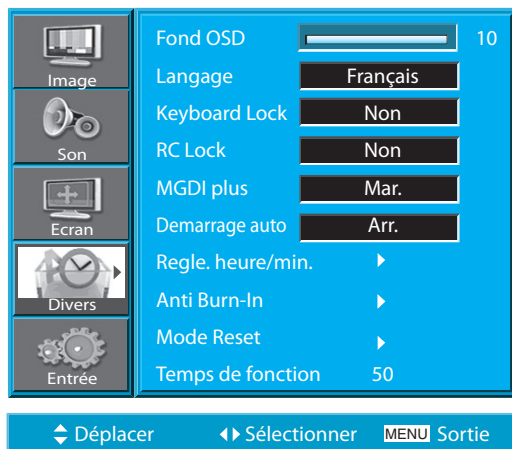 Image
Son
Ecran
Divers
Entrée
Fond OSD 10
Langage Français
Keyboard Lock Non
RC Lock Non
MGDI plus Mar.
Demarrage auto Arr.
Regle. heure/min.
Anti Burn-In
Mode Reset
Temps de fonction 50
Déplacer Sélectionner MENU Sortie